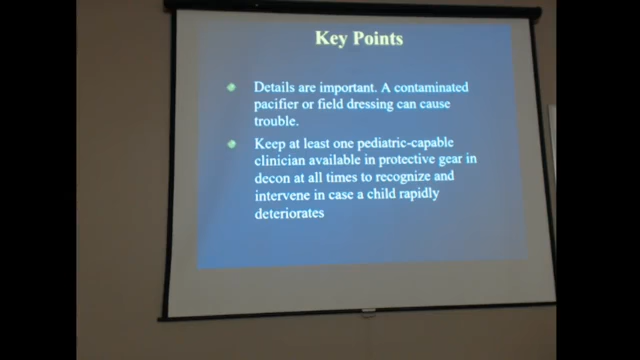 Key Points
Details are important. A contaminated
pacifier or field dressing can cause
trouble.
Keep at least one pediatric-capable
clinician available in protective gear in
decon at all times to recognize and
intervene in case a child rapidly
deteriorates